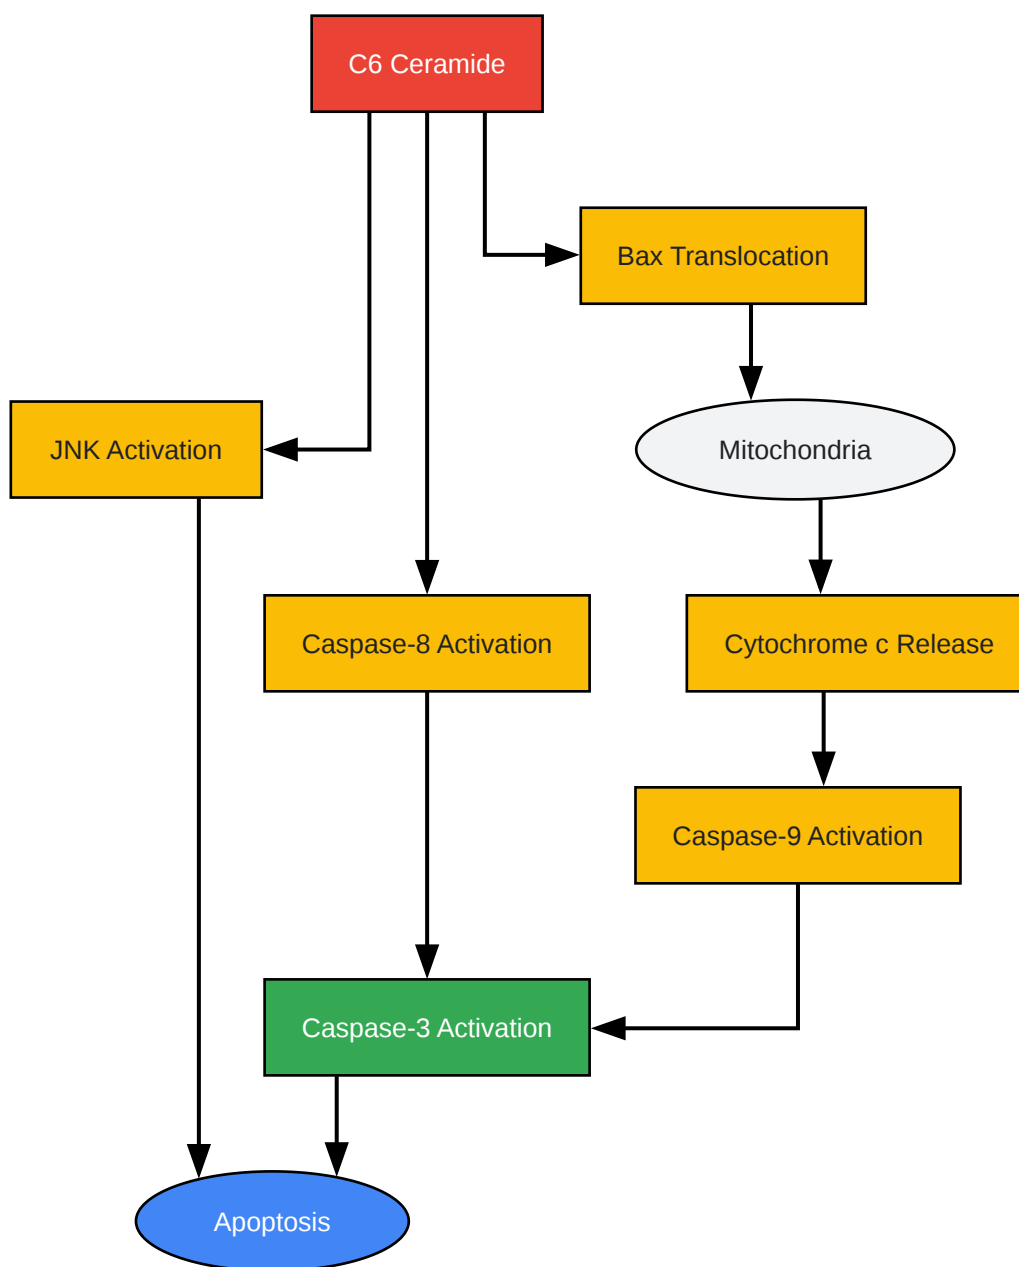 C6 Ceramide
Bax Translocation
JNK Activation
Mitochondria
Caspase-8 Activation
Cytochrome c Release
Caspase-9 Activation
Caspase-3 Activation
Apoptosis